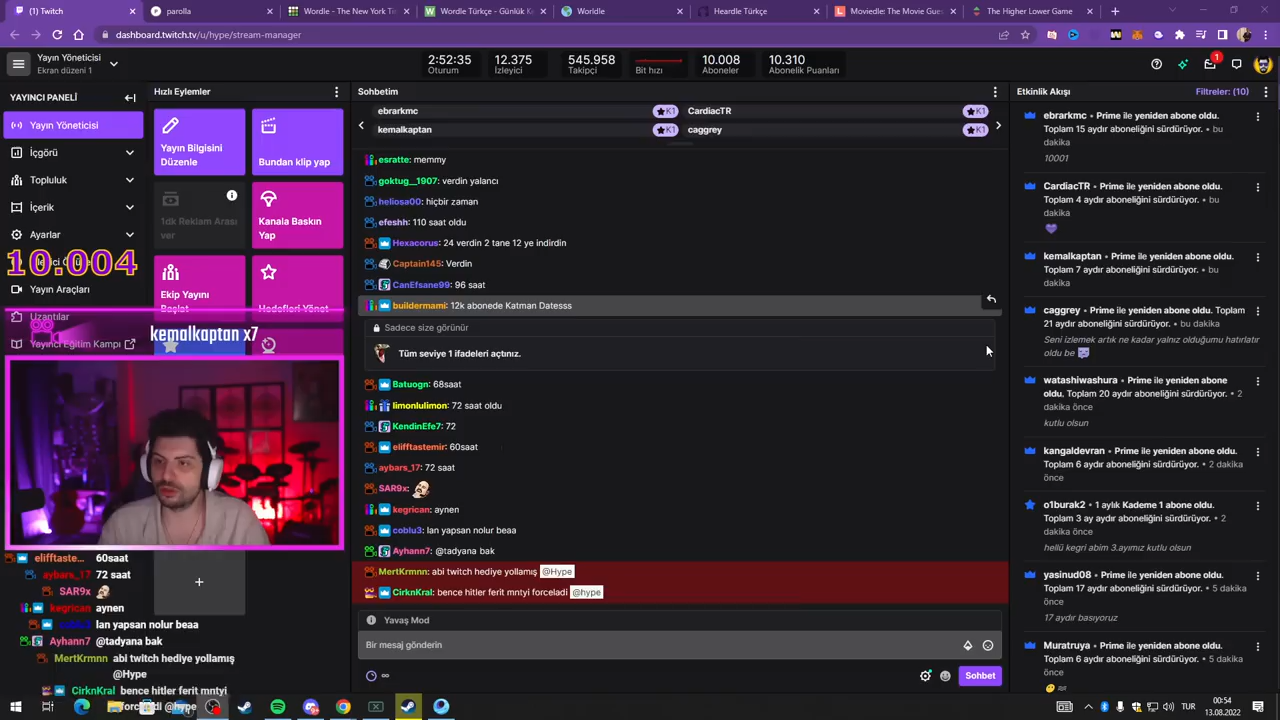 (1) Twitch
parolla
Wordle - The New York Ti
Wordle Türkçe - Günlük K
Worldle
Heardle Türkçe
Moviedle: The Movie Gues
The Higher Lower Game
dashboard.twitch.tv/u/hype/stream-manager
Yayın Yöneticisi
Ekran düzeni 1
2:52:35
Oturum
12.375
İzleyici
545.958
Takipçi
Bit hızı
10.008
Aboneler
10.310
Abonelik Puanları
1
YAYINCI PANELİ
Yayın Yöneticisi
İçgörü
Topluluk
İçerik
Ayarlar
10.004
Yayın Araçları
Uzantılar
Yayıncı Eğitim Kampı
kemalkaptan x7
Hızlı Eylemler
Yayın Bilgisini
Düzenle
Bundan klip yap
1dk Reklam Arası
ver
Kanala Baskın
Yap
Ekip Yayını
Başlat
Hedefleri Yönet
elifftaste... 60saat
aybars_17: 72 saat
SAR9x:
kegrican: aynen
coblu3: lan yapsan nolur beaa
Ayhann7: @tadyana bak
MertKrmnn: abi twitch hediye yollamış
@Hype
CirknKral: bence hitler ferit mntyi
forceladi @hype
Sohbetim
ebrarkmc K1
CardiacTR K1
kemalkaptan K1
caggrey K1
esratte: memmy
goktug__1907: verdin yalancı
heliosa00: hiçbir zaman
efeshh: 110 saat oldu
Hexacorus: 24 verdin 2 tane 12 ye indirdin
Captain145: Verdin
CanEfsane99: 96 saat
buildermami: 12k abonede Katman Datesss
Sadece size görünür
Tüm seviye 1 ifadeleri açtınız.
Batuogn: 68saat
limonlulimon: 72 saat oldu
KendinEfe7: 72
elifftastemir: 60saat
aybars_17: 72 saat
SAR9x:
kegrican: aynen
coblu3: lan yapsan nolur beaa
Ayhann7: @tadyana bak
MertKrmnn: abi twitch hediye yollamış @Hype
CirknKral: bence hitler ferit mntyi forceladi @hype
Yavaş Mod
Bir mesaj gönderin
∞
Sohbet
Etkinlik Akışı
Filtreler: (10)
ebrarkmc • Prime ile yeniden abone oldu.
Toplam 15 aydır aboneliğini sürdürüyor. • bu
dakika
10001
CardiacTR • Prime ile yeniden abone oldu.
Toplam 4 aydır aboneliğini sürdürüyor. • bu
dakika
kemalkaptan • Prime ile yeniden abone oldu.
Toplam 7 aydır aboneliğini sürdürüyor. • bu
dakika
caggrey • Prime ile yeniden abone oldu. Toplam
21 aydır aboneliğini sürdürüyor. • bu dakika
Seni izlemek artık ne kadar yalnız olduğumu hatırlatır
oldu be
watashiwashura • Prime ile yeniden abone
oldu. Toplam 20 aydır aboneliğini sürdürüyor. • 2
dakika önce
kutlu olsun
kangaldevran • Prime ile yeniden abone oldu.
Toplam 6 aydır aboneliğini sürdürüyor. • 2 dakika
önce
o1burak2 • 1 aylık Kademe 1 abone oldu.
Toplam 3 ay aydır aboneliğini sürdürüyor. • 2
dakika önce
hellü kegri abim 3.ayımız kutlu olsun
yasinud08 • Prime ile yeniden abone oldu.
Toplam 17 aydır aboneliğini sürdürüyor. • 5 dakika
önce
17 aydır basıyoruz
Muratruya • Prime ile yeniden abone oldu.
Toplam 6 aydır aboneliğini sürdürüyor. • 5 dakika
önce
TUR
00:54
13.08.2022